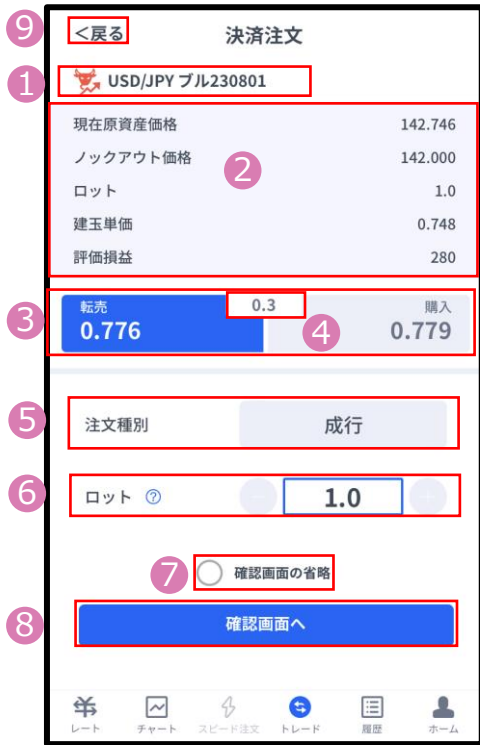 9
<戻る 決済注文
1
USD/JPY ブル230801
現在原資産価格 142.746
ノックアウト価格 142.000
2
ロット 1.0
建玉単価 0.748
評価損益 280
3
転売 0.3 購入
0.776 4 0.779
5
注文種別 成行
6
ロット ? − 1.0 +
7
確認画面の省略
8
確認画面へ
レート チャート スピード注文 トレード 履歴 ホーム